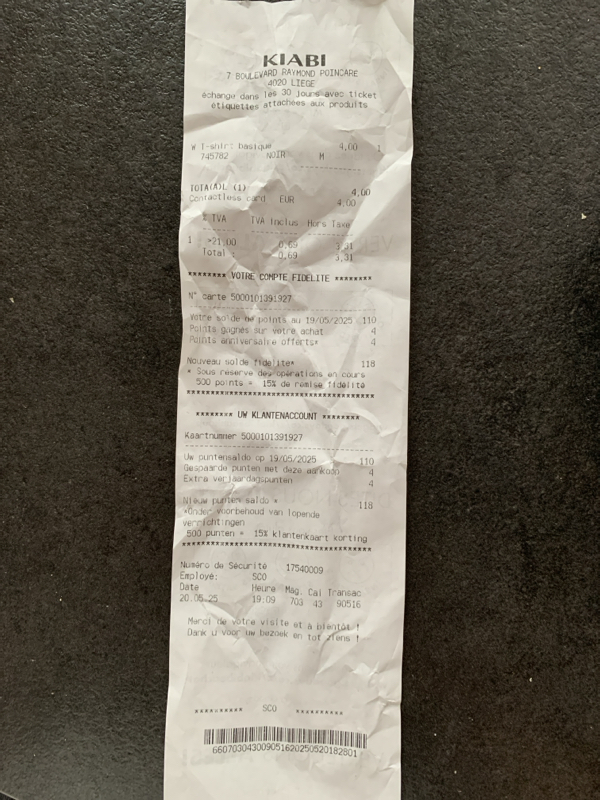 KIABI
7 BOULEVARD RAYMOND POINCARE
4020 LIEGE
échange dans les 30 jours avec ticket
étiquettes attachées aux produits
W T-shirt basique 4,00 1
745782 NOIR M
TOTA(A)L (1) 4,00
Contactless card EUR 4,00
% TVA TVA Inclus Hors Taxe
1 >21,00 0,69 3,31
Total : 0,69 3,31
******** VOTRE COMPTE FIDELITE ********
N° carte 5000101391927
Votre solde de points au 19/05/2025 110
Points gagnés sur votre achat 4
Points anniversaire offerts* 4
Nouveau solde fidelite* 118
* Sous réserve des opérations en cours
500 points = 15% de remise fidelité
****************************************
******** UW KLANTENACCOUNT ********
Kaartnummer 5000101391927
Uw puntensaldo op 19/05/2025 110
Gespaarde punten met deze aankoop 4
Extra verjaardagspunten 4
Nieuw punten saldo * 118
*Onder voorbehoud van lopende
verrichtingen
500 punten = 15% klantenkaart korting
****************************************
Numéro de Sécurité 17540009
Employé: SCO
Date Heure Mag. Cai Transac
20.05.25 19:09 703 43 90516
Merci de votre visite et à bientôt !
Dank u voor uw bezoek en tot ziens !
********** SCO **********
660703043009051620250520182801